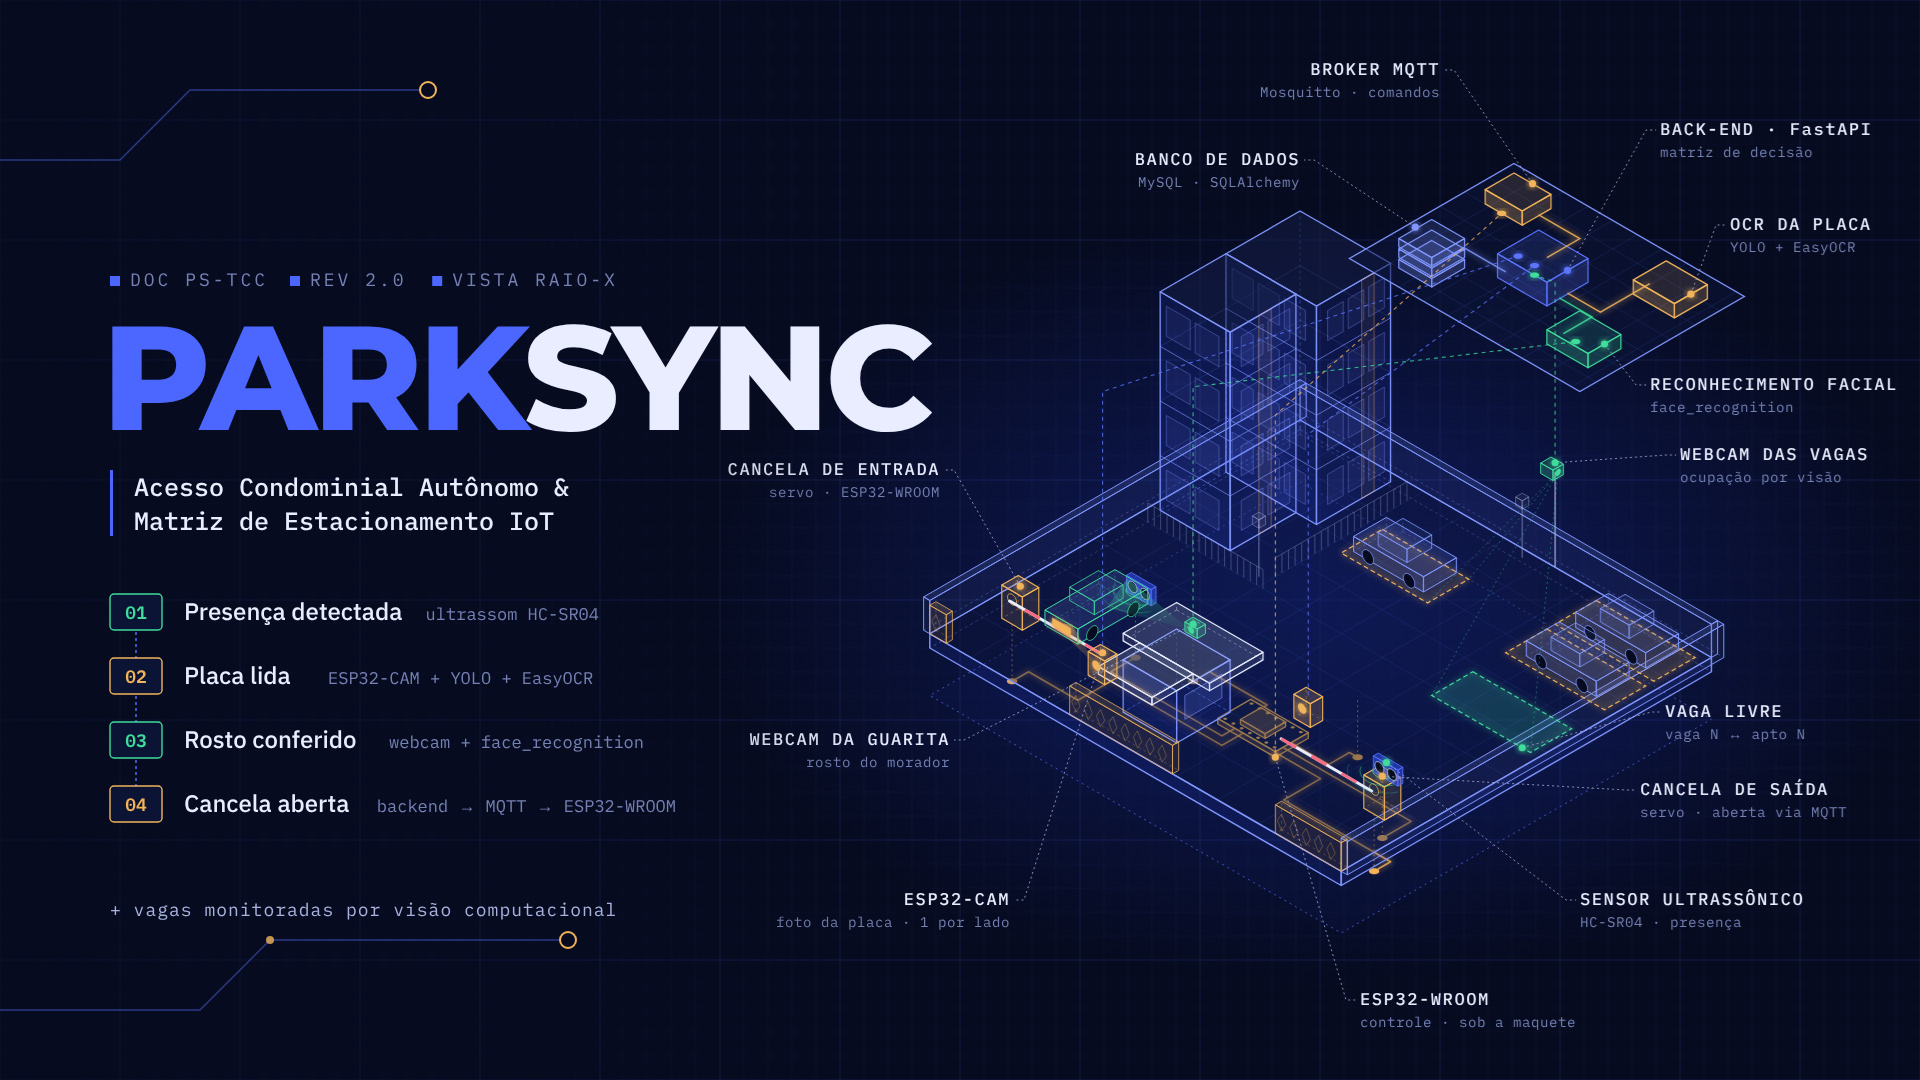 DOC PS-TCC REV 2.0 VISTA RAIO-X
PARKSYNC
Acesso Condominial Autônomo &
Matriz de Estacionamento IoT
01 Presença detectada ultrassom HC-SR04
02 Placa lida ESP32-CAM + YOLO + EasyOCR
03 Rosto conferido webcam + face_recognition
04 Cancela aberta backend → MQTT → ESP32-WROOM
+ vagas monitoradas por visão computacional
BROKER MQTT
Mosquitto · comandos
BACK-END · FastAPI
matriz de decisão
BANCO DE DADOS
MySQL · SQLAlchemy
OCR DA PLACA
YOLO + EasyOCR
RECONHECIMENTO FACIAL
face_recognition
WEBCAM DAS VAGAS
ocupação por visão
CANCELA DE ENTRADA
servo · ESP32-WROOM
VAGA LIVRE
vaga N ↔ apto N
WEBCAM DA GUARITA
rosto do morador
CANCELA DE SAÍDA
servo · aberta via MQTT
ESP32-CAM
foto da placa · 1 por lado
SENSOR ULTRASSÔNICO
HC-SR04 · presença
ESP32-WROOM
controle · sob a maquete